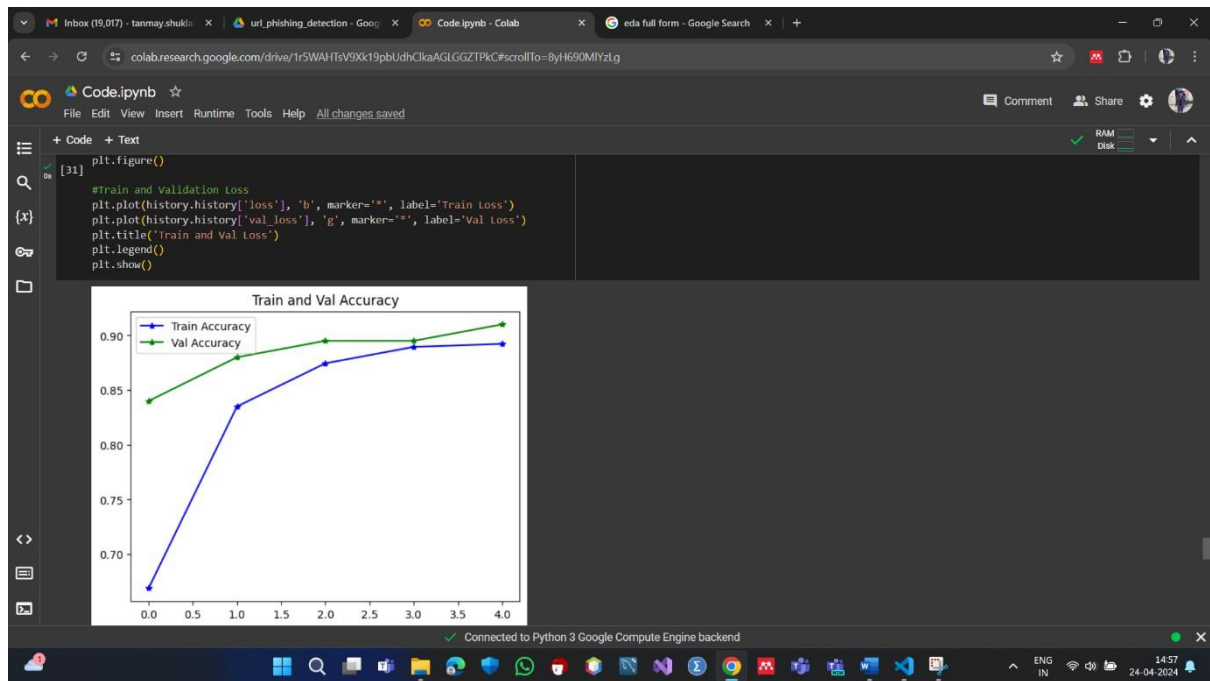 Inbox (19,017) - tanmay.shukla
url_phishing_detection - Goog
Code.ipynb - Colab
eda full form - Google Search
colab.research.google.com/drive/1r5WAHTsV9Xk19pbUdhClkaAGLGGZTPkC#scrollTo=8yH690MlYzLg
Code.ipynb
Comment Share
File Edit View Insert Runtime Tools Help All changes saved
+ Code + Text
RAM
Disk
[31]
0s
plt.figure()
#Train and Validation Loss
plt.plot(history.history['loss'], 'b', marker='*', label='Train Loss')
plt.plot(history.history['val_loss'], 'g', marker='*', label='Val Loss')
plt.title('Train and Val Loss')
plt.legend()
plt.show()
{x}
Train and Val Accuracy
Train Accuracy
Val Accuracy
0.90
0.85
0.80
0.75
0.70
0.0 0.5 1.0 1.5 2.0 2.5 3.0 3.5 4.0
Connected to Python 3 Google Compute Engine backend
1
ENG
IN
14:57
24-04-2024